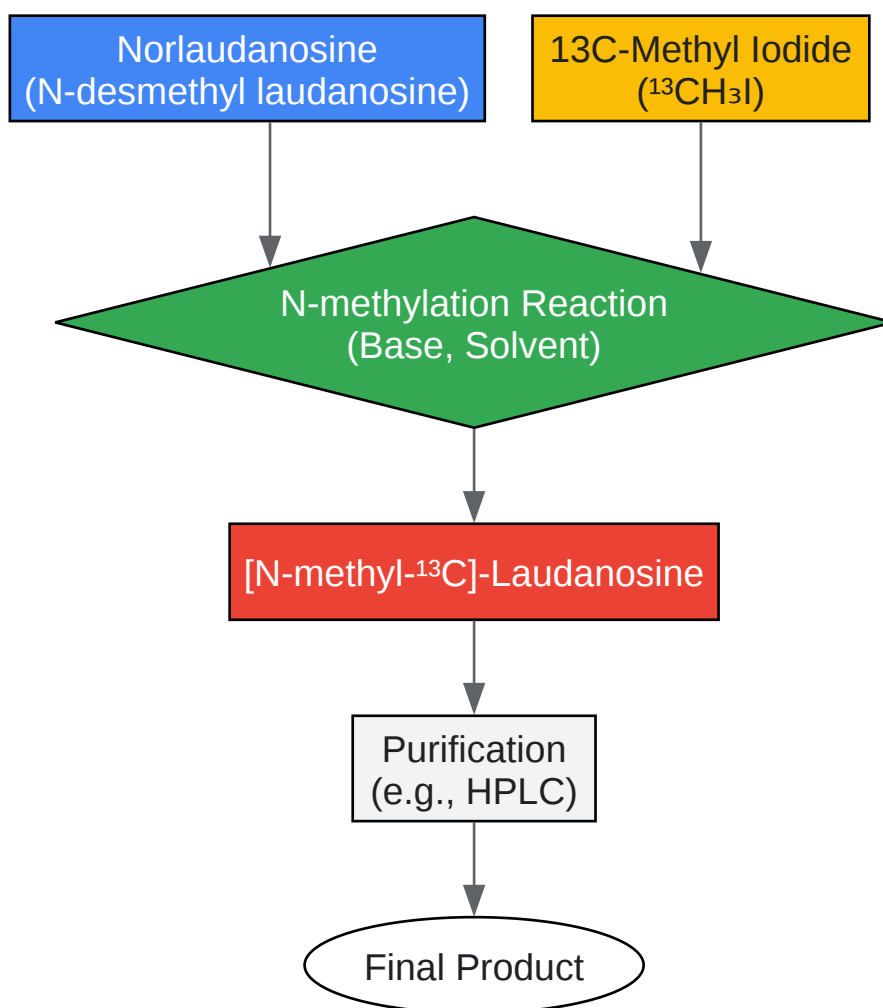 Norlaudanosine
(N-desmethyl laudanosine)
13C-Methyl Iodide
(¹³CH₃I)
N-methylation Reaction
(Base, Solvent)
[N-methyl-¹³C]-Laudanosine
Purification
(e.g., HPLC)
Final Product